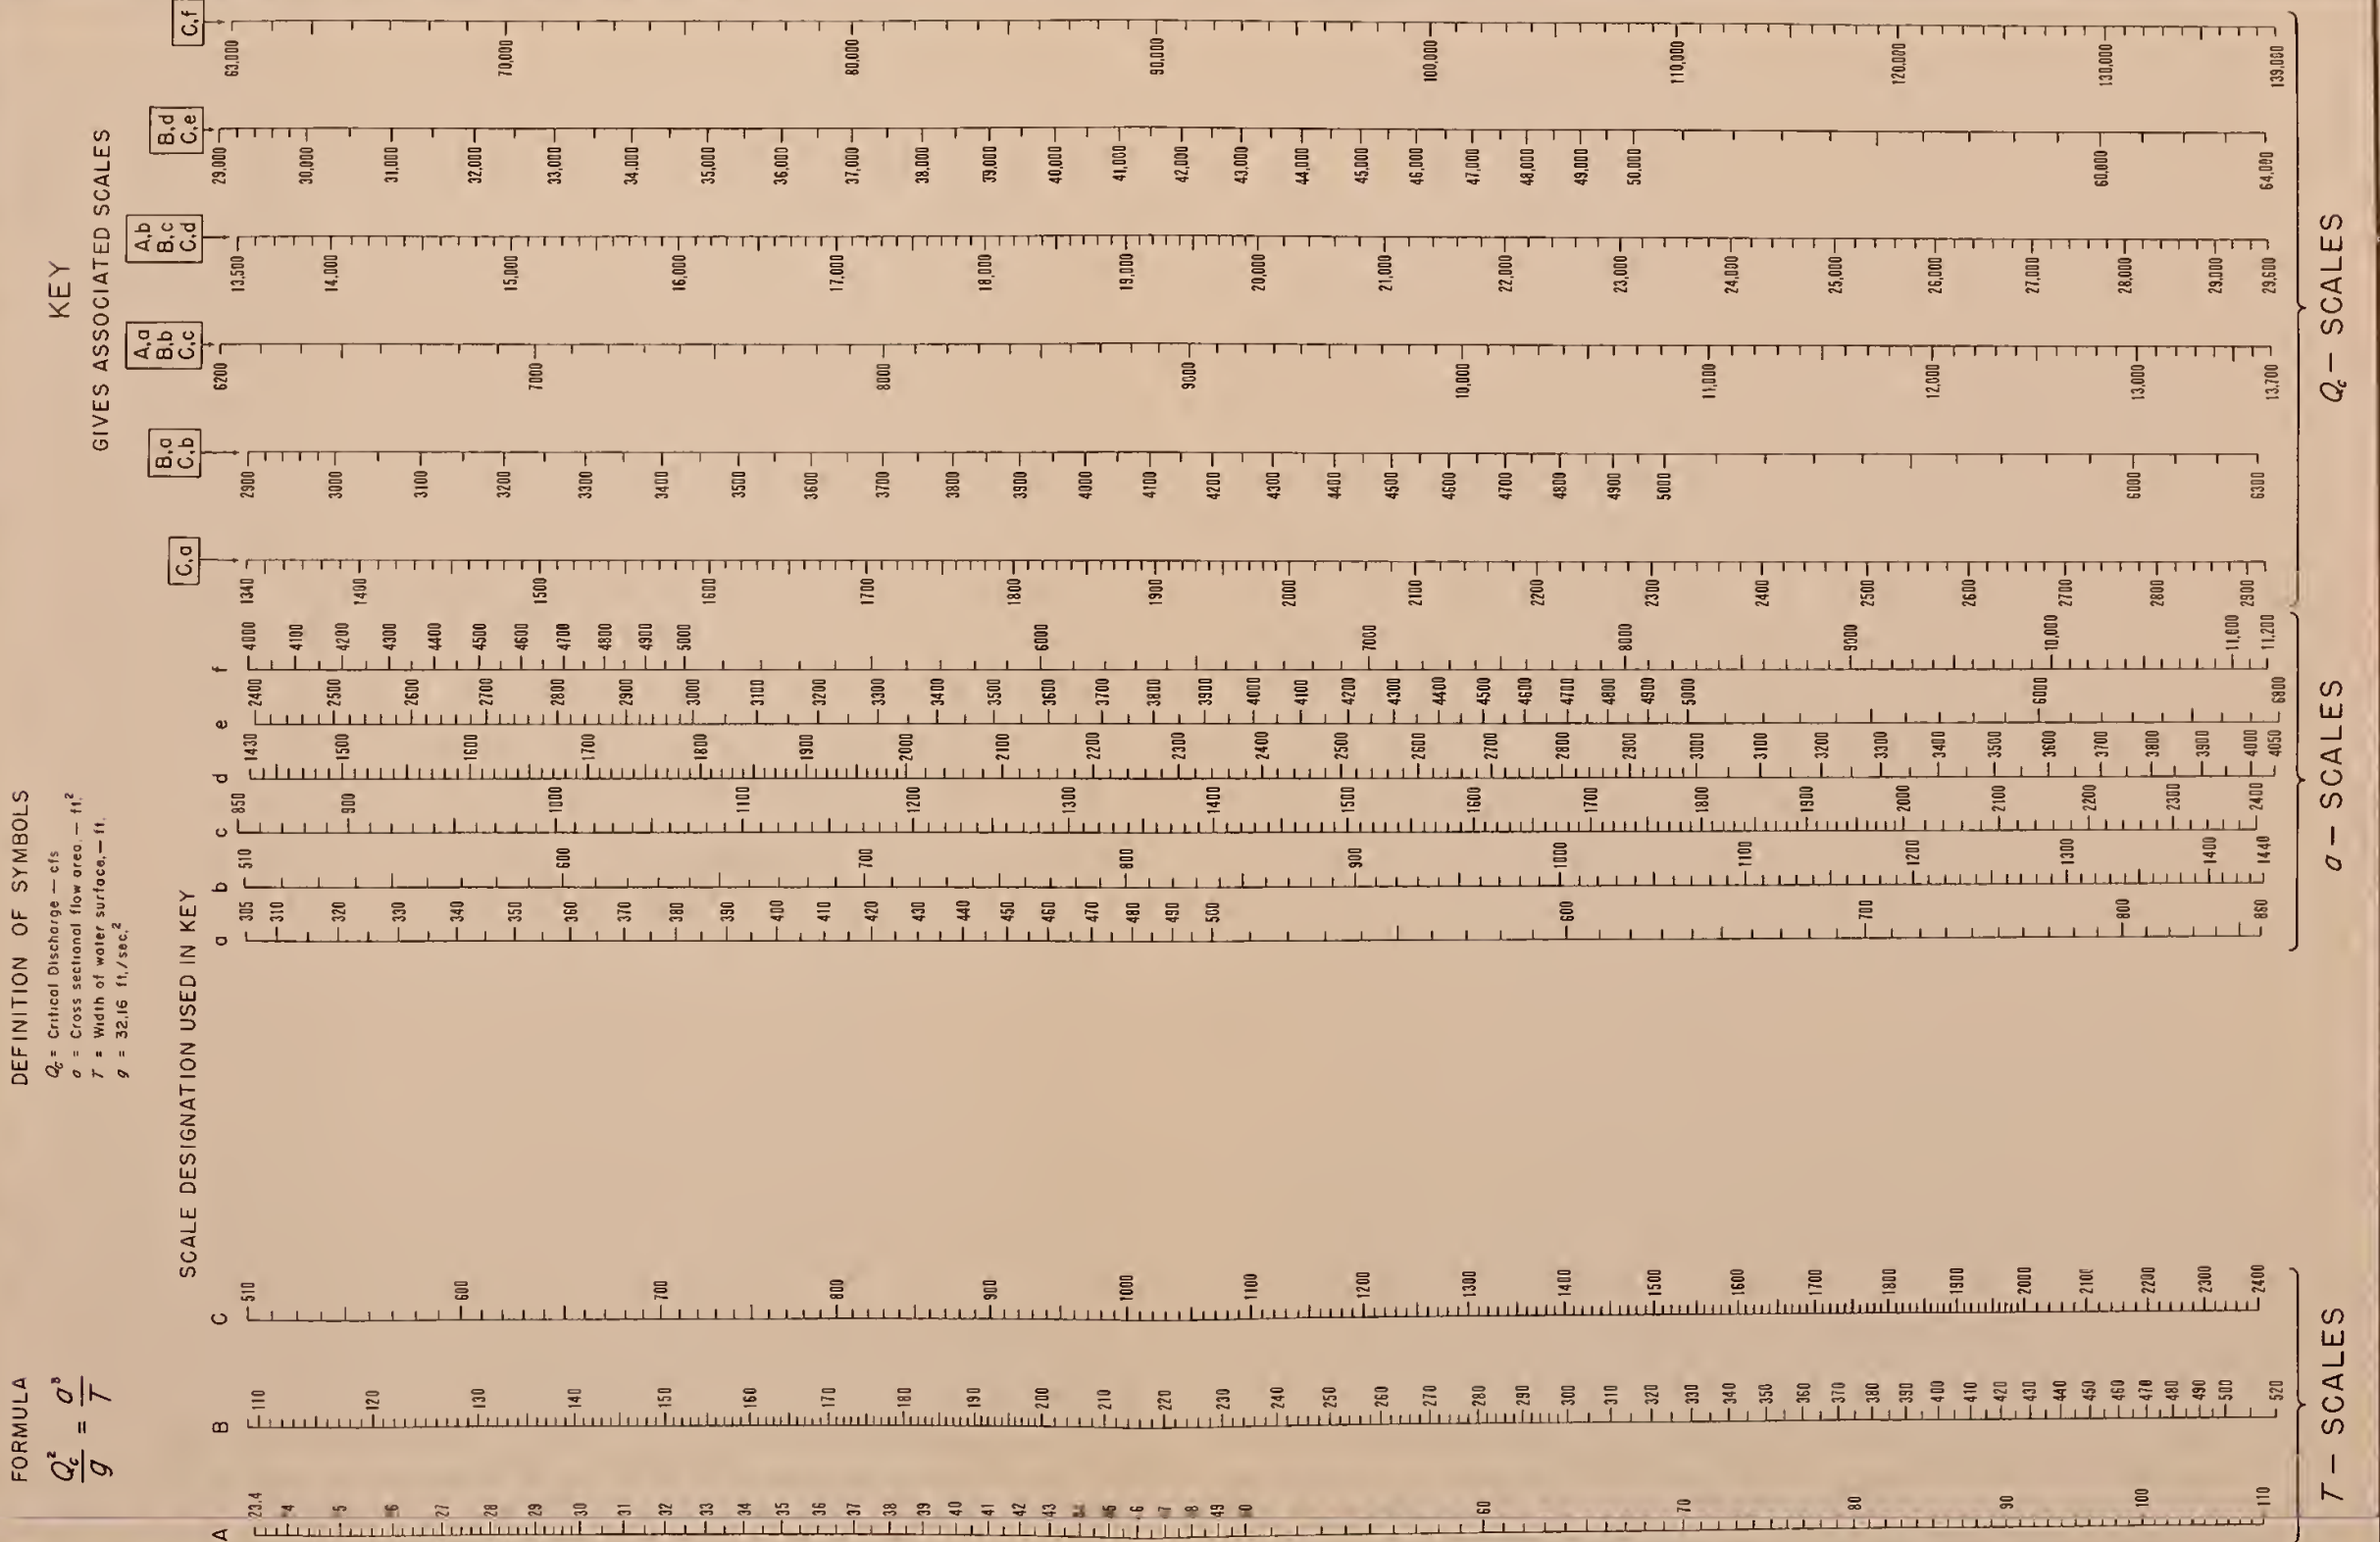 FORMULA
Qc² / g = a³ / T
DEFINITION OF SYMBOLS
Qc = Critical Discharge — cfs
a = Cross sectional flow area. — ft.²
T = Width of water surface. — ft.
g = 32.16 ft./sec.²
KEY
GIVES ASSOCIATED SCALES
SCALE DESIGNATION USED IN KEY
A
23.4 27 28 29 30 31 32 33 34 35 36 37 38 39 40 41 42 43 49 60 70 80 90 100 110
B
110 120 130 140 150 160 170 180 190 200 210 220 230 240 250 260 270 280 290 300 310 320 330 340 350 360 370 380 390 400 410 420 430 440 450 460 470 480 490 500 520
C
510 600 700 800 900 1000 1100 1200 1300 1400 1500 1600 1700 1800 1900 2000 2100 2200 2300 2400
T — SCALES
a
305 310 320 330 340 350 360 370 380 390 400 410 420 430 440 450 460 470 480 490 500 600 700 800 860
b
510 600 700 800 900 1000 1100 1200 1300 1400 1440
c
850 900 1000 1100 1200 1300 1400 1500 1600 1700 1800 1900 2000 2100 2200 2300 2400
d
1430 1500 1600 1700 1800 1900 2000 2100 2200 2300 2400 2500 2600 2700 2800 2900 3000 3100 3200 3300 3400 3500 3600 3700 3800 3900 4000 4050
e
2400 2500 2600 2700 2800 2900 3000 3100 3200 3300 3400 3500 3600 3700 3800 3900 4000 4100 4200 4300 4400 4500 4600 4700 4800 4900 5000 6000 6800
f
4000 4100 4200 4300 4400 4500 4600 4700 4800 4900 5000 6000 7000 8000 9000 10,000 11,000 11,200
a — SCALES
C,a
1340 1400 1500 1600 1700 1800 1900 2000 2100 2200 2300 2400 2500 2600 2700 2800 2900
B,a
C,b
2900 3000 3100 3200 3300 3400 3500 3600 3700 3800 3900 4000 4100 4200 4300 4400 4500 4600 4700 4800 4900 5000 6000 6300
A,a
B,b
C,c
6200 7000 8000 9000 10,000 11,000 12,000 13,000 13,700
A,b
B,c
C,d
13,500 14,000 15,000 16,000 17,000 18,000 19,000 20,000 21,000 22,000 23,000 24,000 25,000 26,000 27,000 28,000 29,000 29,600
B,d
C,e
29,000 30,000 31,000 32,000 33,000 34,000 35,000 36,000 37,000 38,000 39,000 40,000 41,000 42,000 43,000 44,000 45,000 46,000 47,000 48,000 49,000 50,000 60,000 64,000
C,f
63,000 70,000 80,000 90,000 100,000 110,000 120,000 130,000 139,000
Qc — SCALES